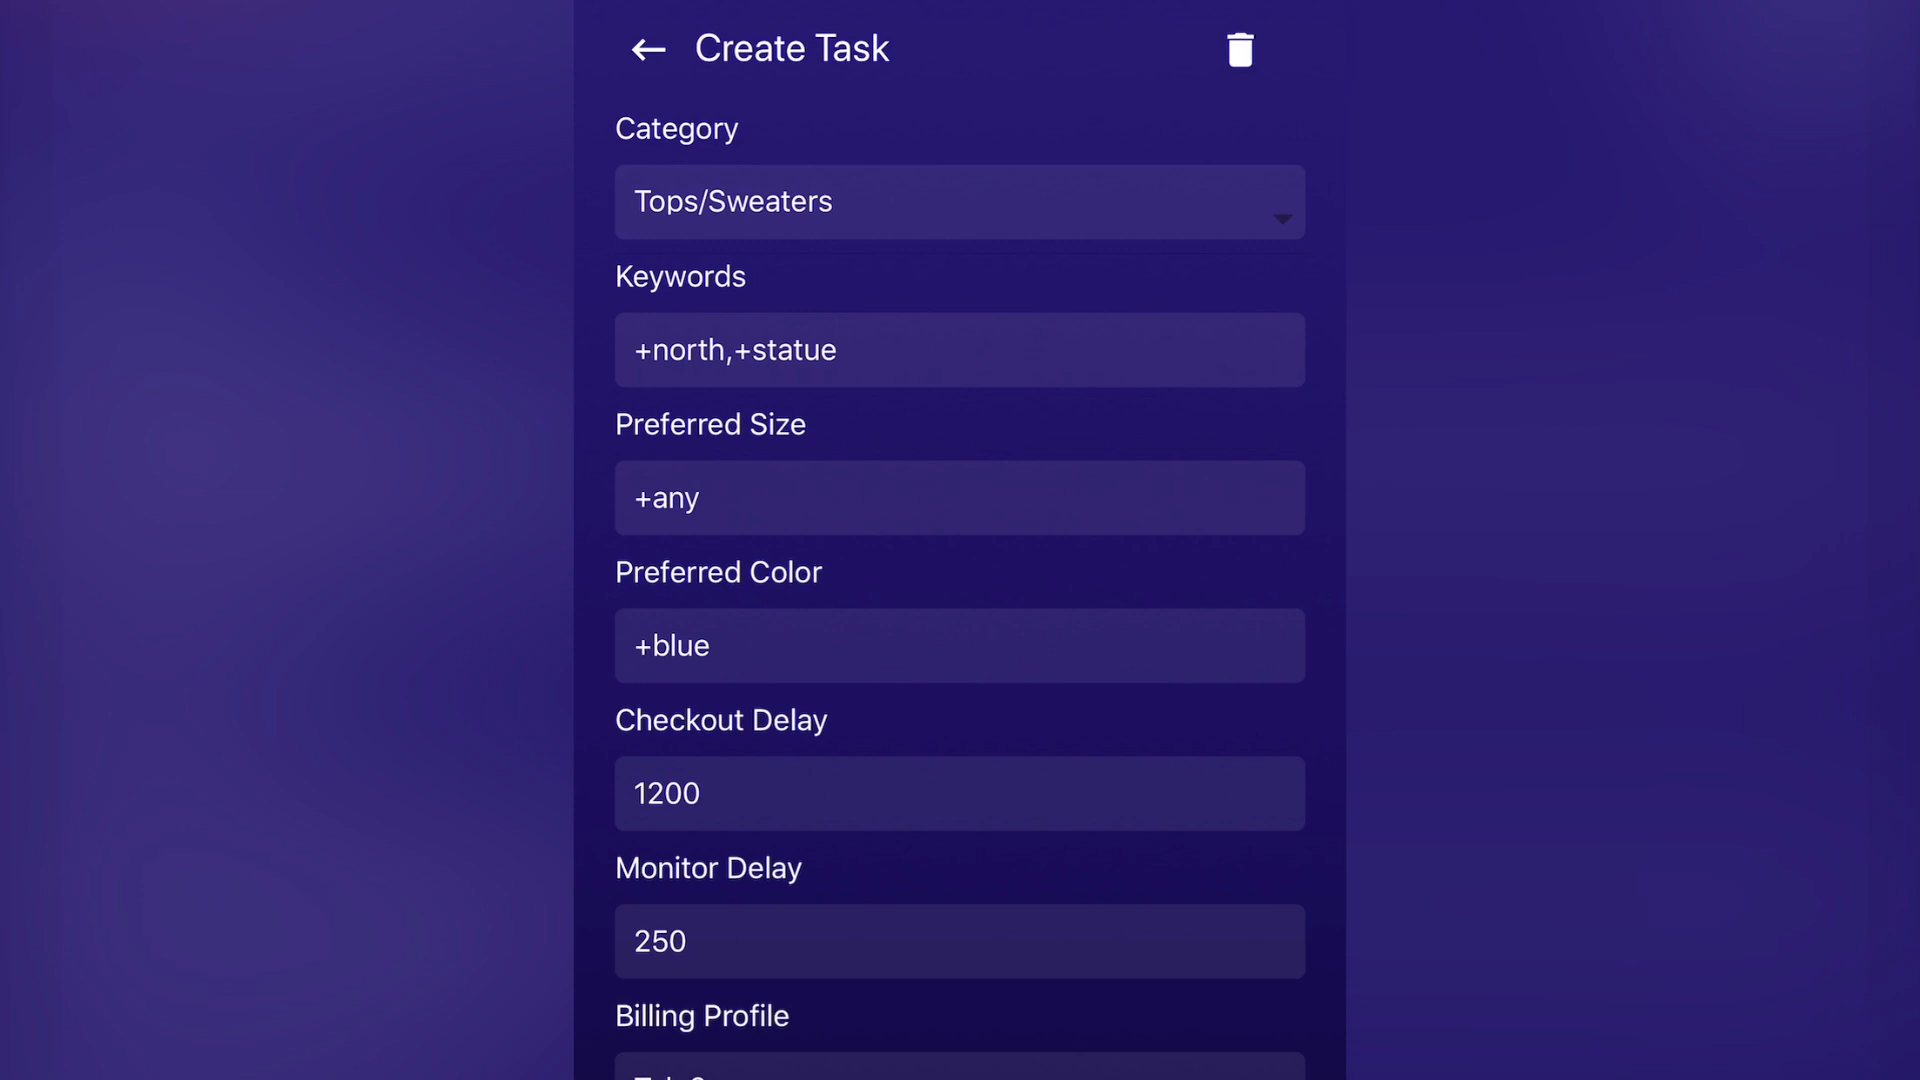 Create Task
Category
Tops/Sweaters
Keywords
+north,+statue
Preferred Size
+any
Preferred Color
+blue
Checkout Delay
1200
Monitor Delay
250
Billing Profile